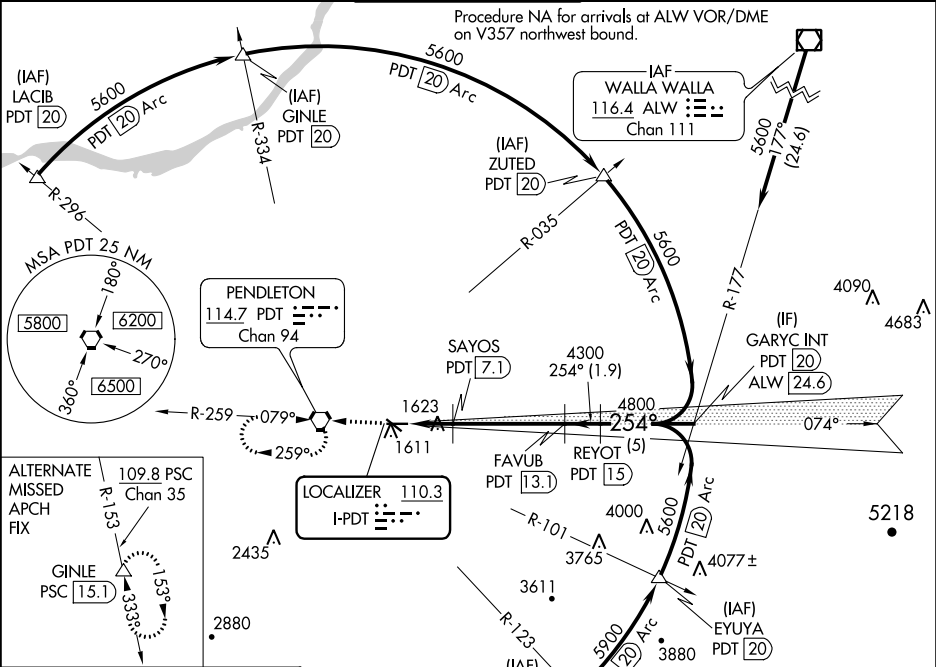 Procedure NA for arrivals at ALW VOR/DME
on V357 northwest bound.
(IAF)
LACIB
PDT 20
5600
PDT 20 Arc
R-296
R-334
(IAF)
GINLE
PDT 20
5600
PDT 20 Arc
IAF
WALLA WALLA
116.4 ALW
Chan 111
5600
177°
(24.6)
(IAF)
ZUTED
PDT 20
R-035
5600
PDT 20 Arc
R-177
MSA PDT 25 NM
180°
5800
6200
270°
360°
6500
PENDLETON
114.7 PDT
Chan 94
4090
4683
(IF)
GARYC INT
PDT 20
ALW 24.6
SAYOS
PDT 7.1
4300
254° (1.9)
R-259
079°
259°
1623
1611
4800
254°
(5)
074°
FAVUB
PDT 13.1
REYOT
PDT 15
LOCALIZER 110.3
I-PDT
5600
PDT 20 Arc
R-101
4000
3765
4077 ±
5218
ALTERNATE
MISSED
APCH
FIX
109.8 PSC
Chan 35
R-153
GINLE
PSC 15.1
153°
333°
2435
2880
3611
R-123
(IAF)
5900
20 Arc
3880
(IAF)
EYUYA
PDT 20